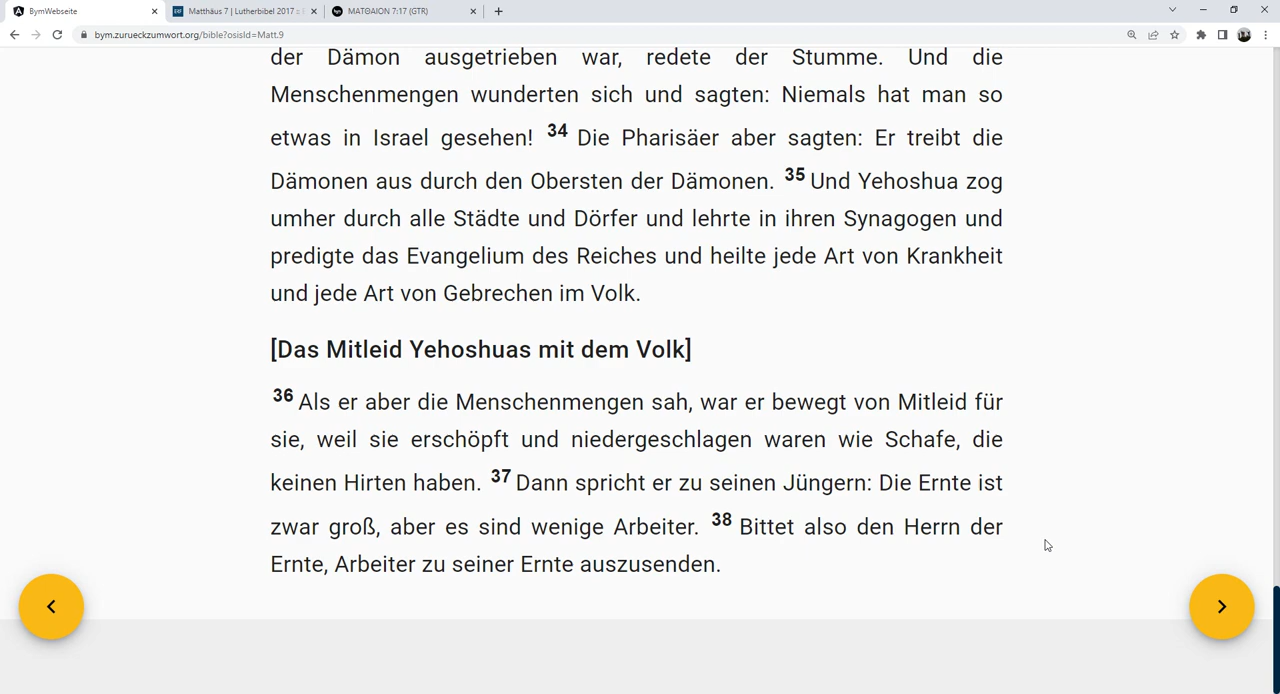 BymWebseite
Matthäus 7 | Lutherbibel 2017 ::
ΜΑΤΘΑΙΟΝ 7:17 (GTR)
bym.zurueckzumwort.org/bible?osisId=Matt.9
der Dämon ausgetrieben war, redete der Stumme. Und die
Menschenmengen wunderten sich und sagten: Niemals hat man so
etwas in Israel gesehen! 34 Die Pharisäer aber sagten: Er treibt die
Dämonen aus durch den Obersten der Dämonen. 35 Und Yehoshua zog
umher durch alle Städte und Dörfer und lehrte in ihren Synagogen und
predigte das Evangelium des Reiches und heilte jede Art von Krankheit
und jede Art von Gebrechen im Volk.
[Das Mitleid Yehoshuas mit dem Volk]
36 Als er aber die Menschenmengen sah, war er bewegt von Mitleid für
sie, weil sie erschöpft und niedergeschlagen waren wie Schafe, die
keinen Hirten haben. 37 Dann spricht er zu seinen Jüngern: Die Ernte ist
zwar groß, aber es sind wenige Arbeiter. 38 Bittet also den Herrn der
Ernte, Arbeiter zu seiner Ernte auszusenden.